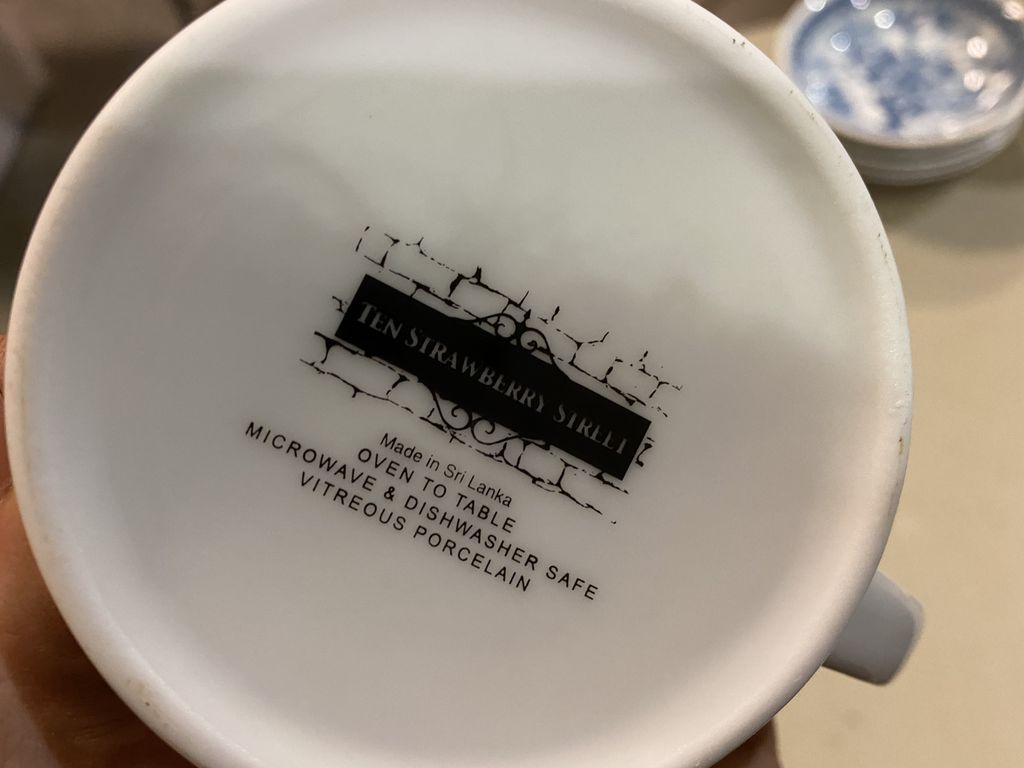 TEN STRAWBERRY STREET
Made in Sri Lanka
OVEN TO TABLE
MICROWAVE & DISHWASHER SAFE
VITREOUS PORCELAIN